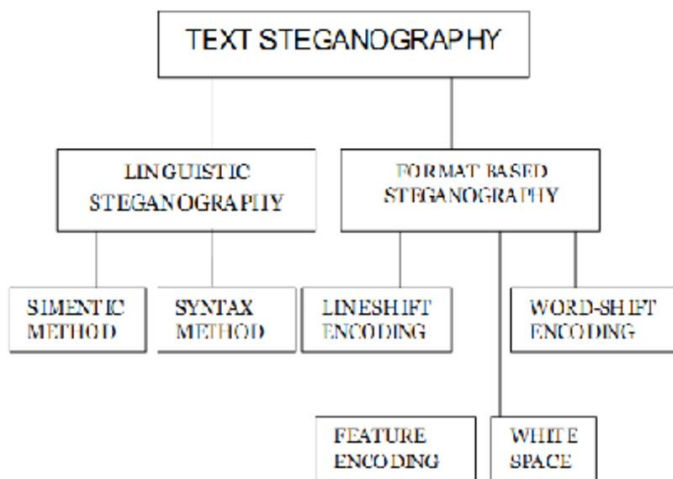 TEXT STEGANOGRAPHY
LINGUISTIC
STEGANOGRAPHY
FORMAT BASED
STEGANOGRAPHY
SIMENTIC
METHOD
SYNTAX
METHOD
LINESHIFT
ENCODING
WORD-SHIFT
ENCODING
FEATURE
ENCODING
WHITE
SPACE